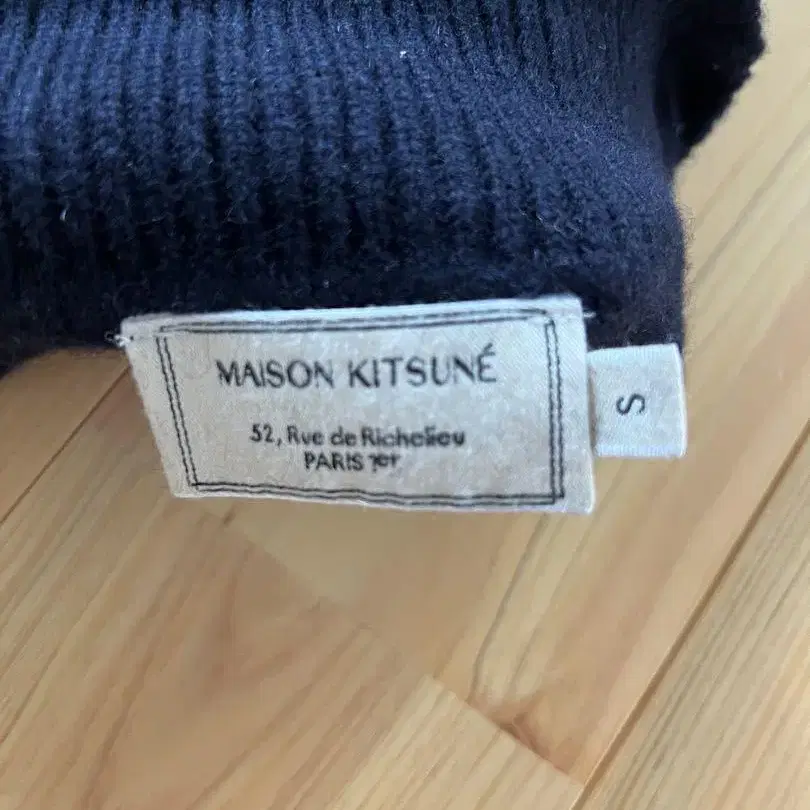 MAISON KITSUNÉ
52, Rue de Richelieu
PARIS 1er
S